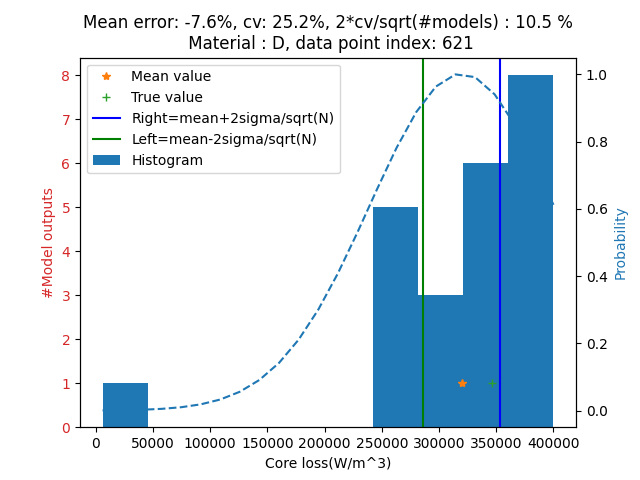 Mean error: -7.6%, cv: 25.2%, 2*cv/sqrt(#models) : 10.5 %
Material : D, data point index: 621
Mean value
True value
Right=mean+2sigma/sqrt(N)
Left=mean-2sigma/sqrt(N)
Histogram
#Model outputs
8
7
6
5
4
3
2
1
0
Probability
1.0
0.8
0.6
0.4
0.2
0.0
0 50000 100000 150000 200000 250000 300000 350000 400000
Core loss(W/m^3)